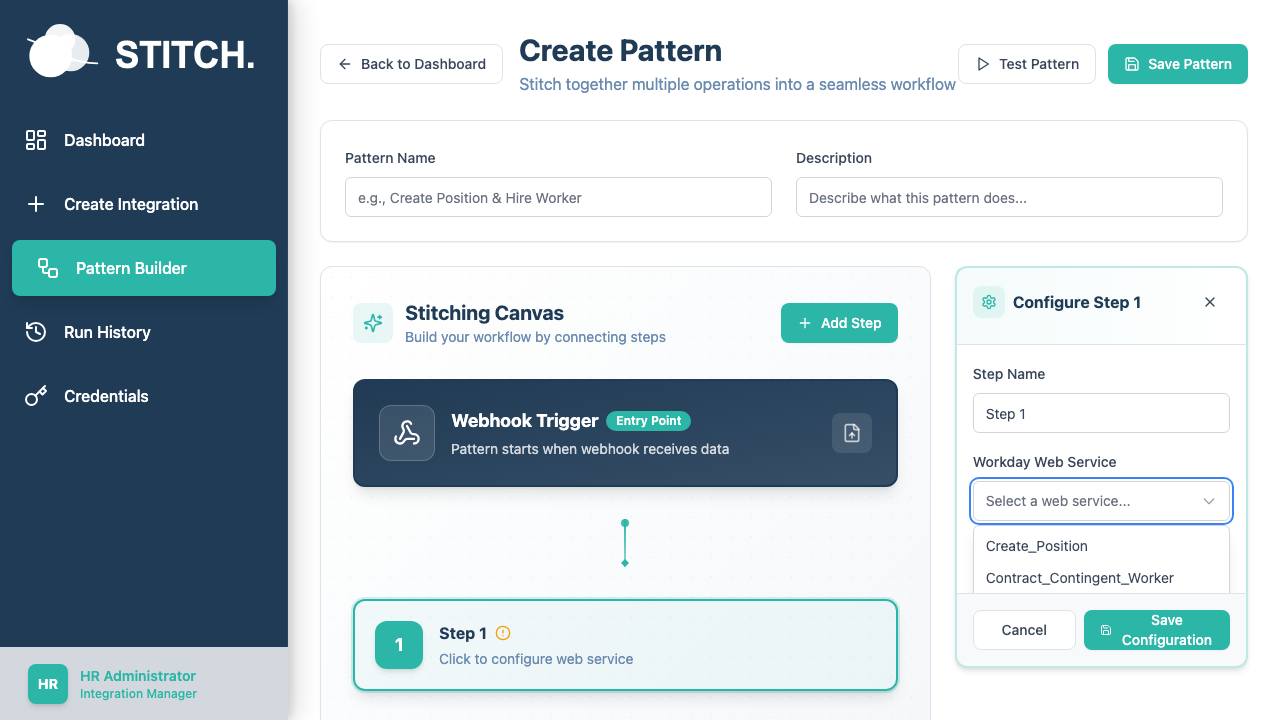 STITCH.
Dashboard
Create Integration
Pattern Builder
Run History
Credentials
HR
HR Administrator
Integration Manager
Back to Dashboard
Create Pattern
Stitch together multiple operations into a seamless workflow
Test Pattern
Save Pattern
Pattern Name
e.g., Create Position & Hire Worker
Description
Describe what this pattern does...
Stitching Canvas
Build your workflow by connecting steps
Add Step
Webhook Trigger
Entry Point
Pattern starts when webhook receives data
1
Step 1
Click to configure web service
Configure Step 1
Step Name
Step 1
Workday Web Service
Select a web service...
Create_Position
Contract_Contingent_Worker
Cancel
Save
Configuration